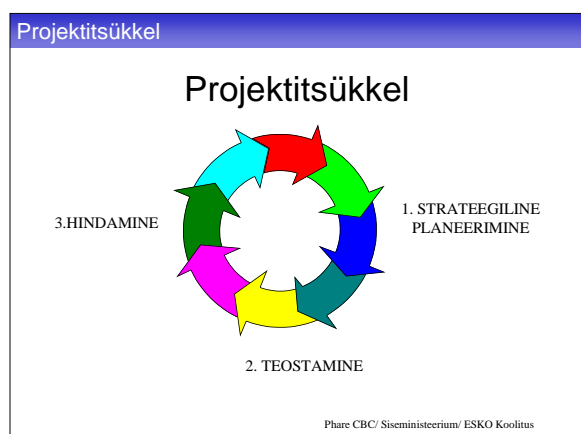 Projektitsükkel
Projektitsükkel
1. STRATEEGILINE
PLANEERIMINE
2. TEOSTAMINE
3.HINDAMINE
Phare CBC/ Siseministeerium/ ESKO Koolitus